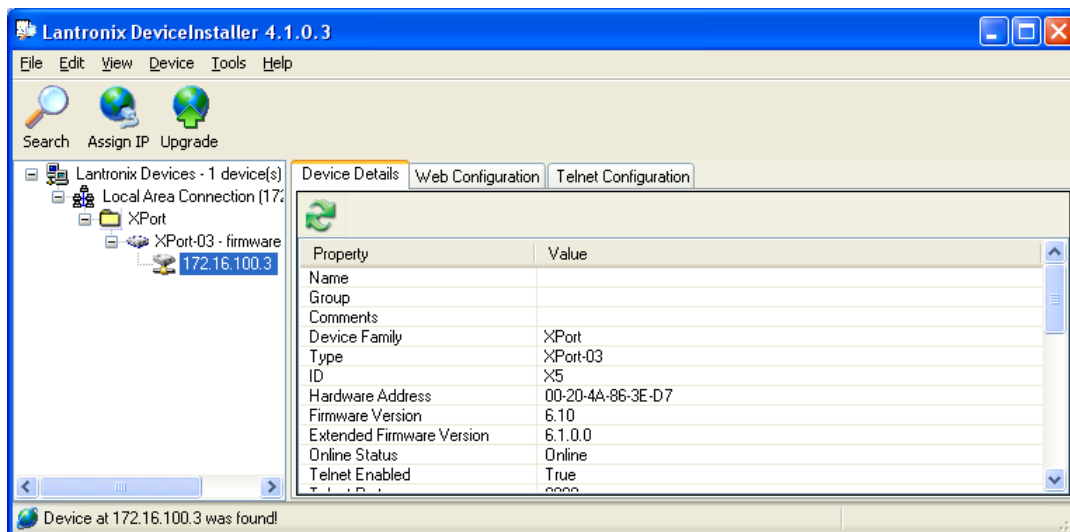 Lantronix DeviceInstaller 4.1.0.3
File Edit View Device Tools Help
Search Assign IP Upgrade
Lantronix Devices - 1 device(s)
Local Area Connection (172
XPort
XPort-03 - firmware
172.16.100.3
Device Details Web Configuration Telnet Configuration
Property Value
Name
Group
Comments
Device Family XPort
Type XPort-03
ID X5
Hardware Address 00-20-4A-86-3E-D7
Firmware Version 6.10
Extended Firmware Version 6.1.0.0
Online Status Online
Telnet Enabled True
Device at 172.16.100.3 was found!